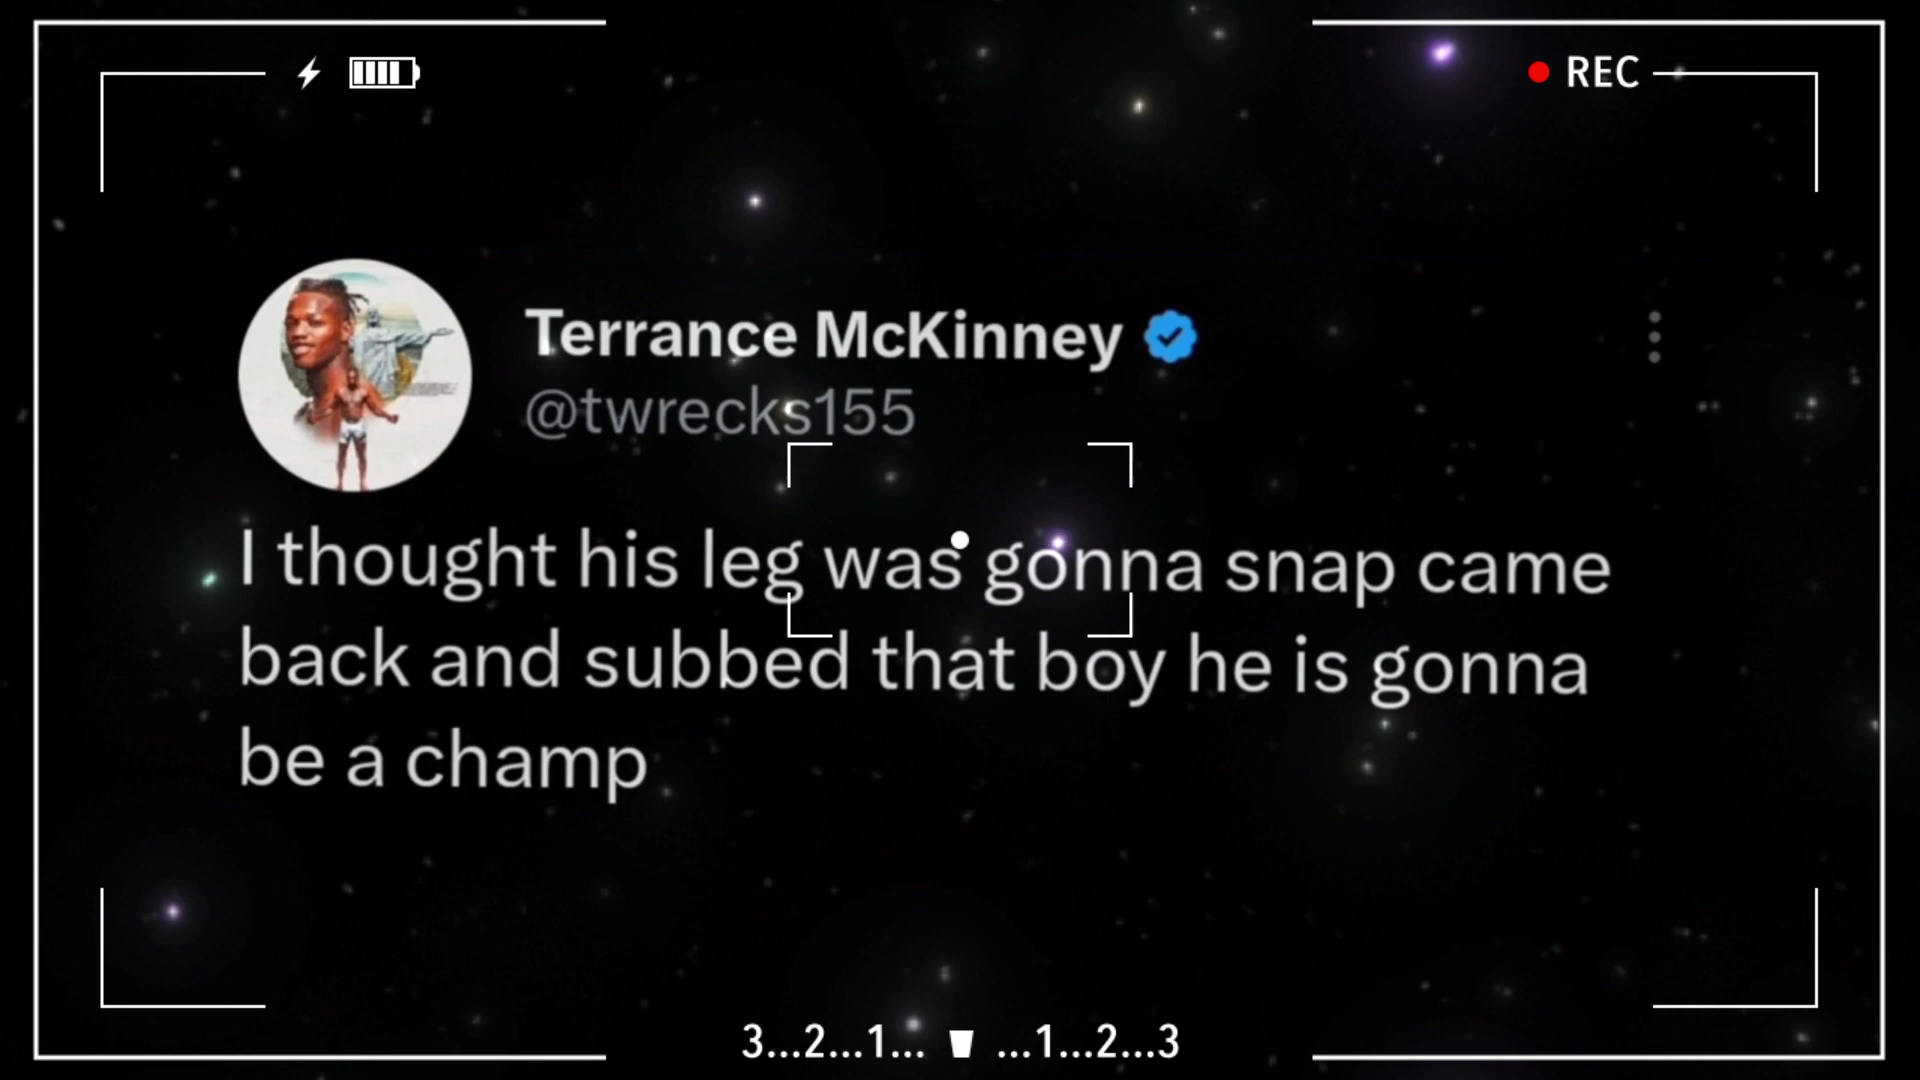 REC
Terrance McKinney
@twrecks155
I thought his leg was gonna snap came
back and subbed that boy he is gonna
be a champ
3...2...1... ...1...2...3